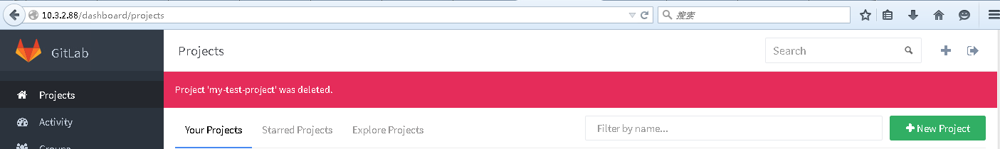 10.3.2.88/dashboard/projects
搜索
GitLab
Projects
Search
Project 'my-test-project' was deleted.
Projects
Activity
Groups
Your Projects
Starred Projects
Explore Projects
Filter by name...
New Project